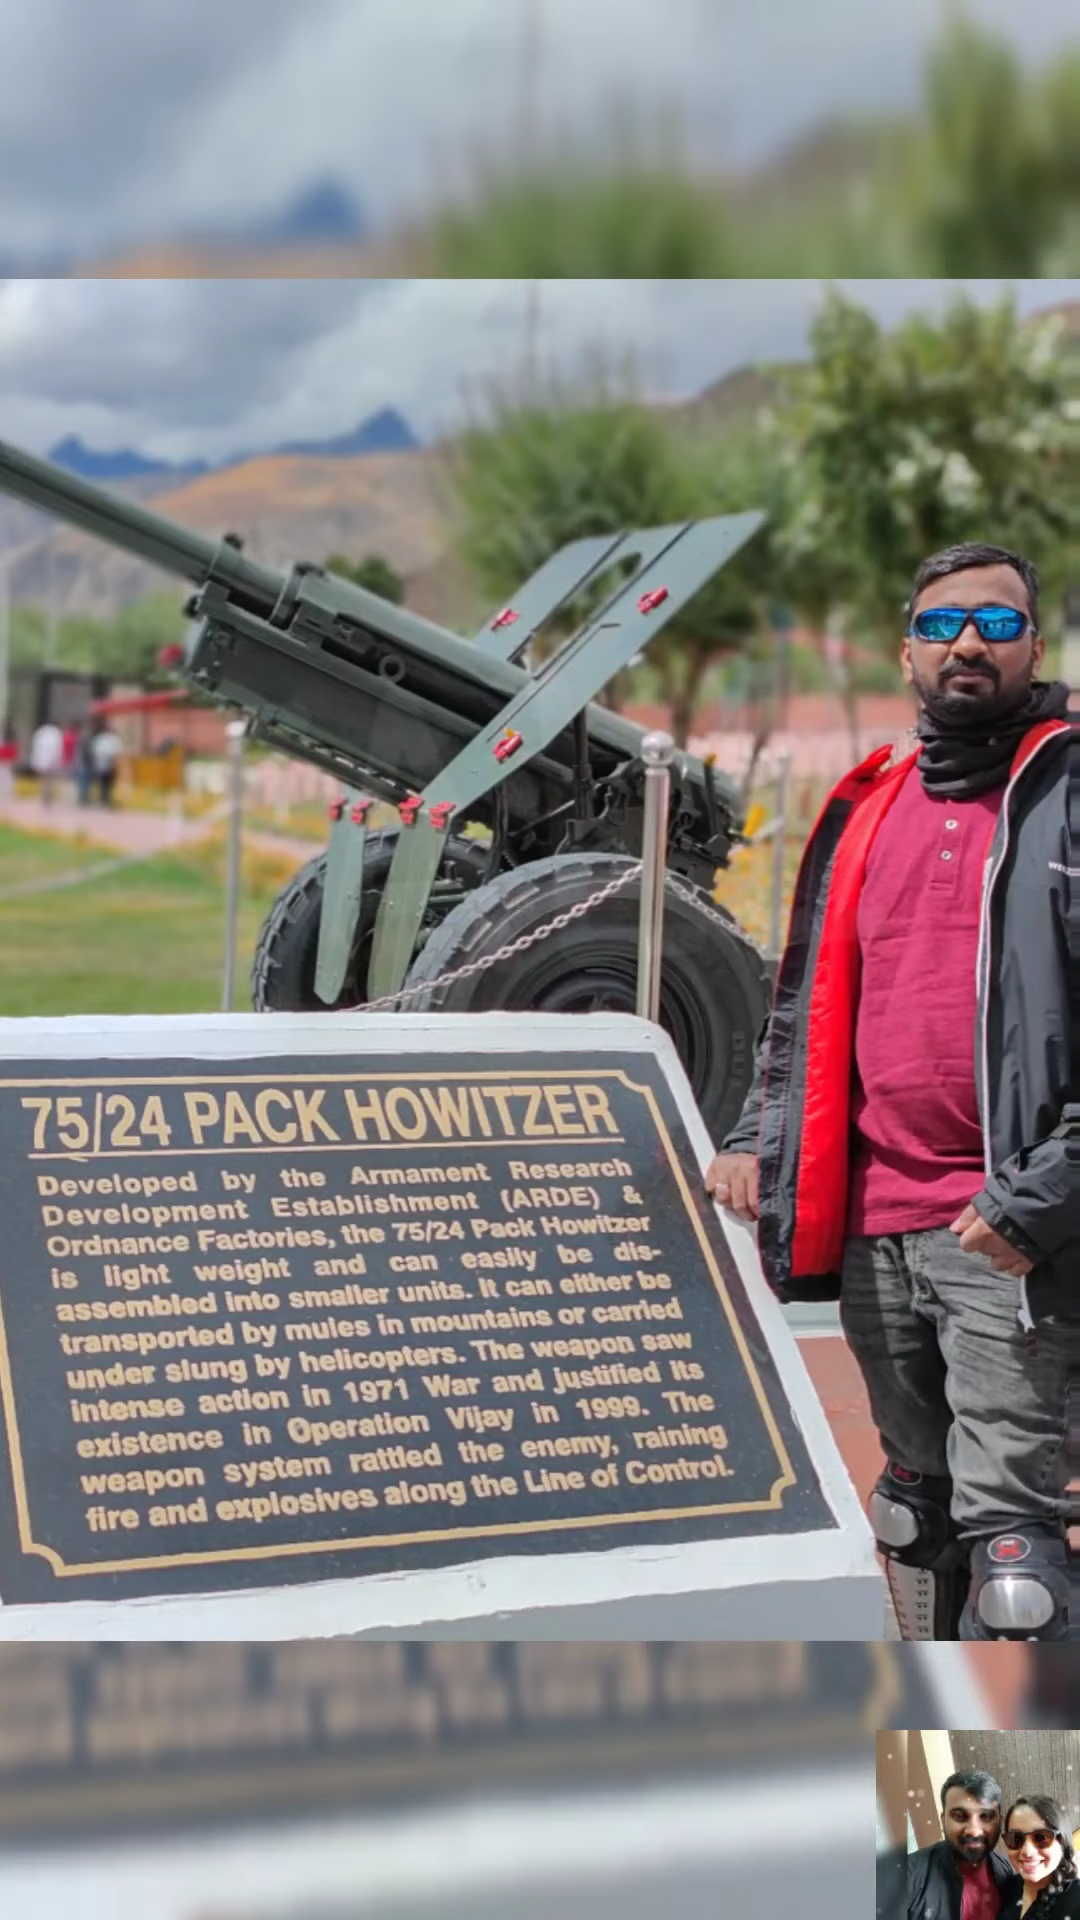 75/24 PACK HOWITZER
Developed by the Armament Research
Development Establishment (ARDE) &
Ordnance Factories, the 75/24 Pack Howitzer
is light weight and can easily be dis-
assembled into smaller units. It can either be
transported by mules in mountains or carried
under slung by helicopters. The weapon saw
intense action in 1971 War and justified its
existence in Operation Vijay in 1999. The
weapon system rattled the enemy, raining
fire and explosives along the Line of Control.